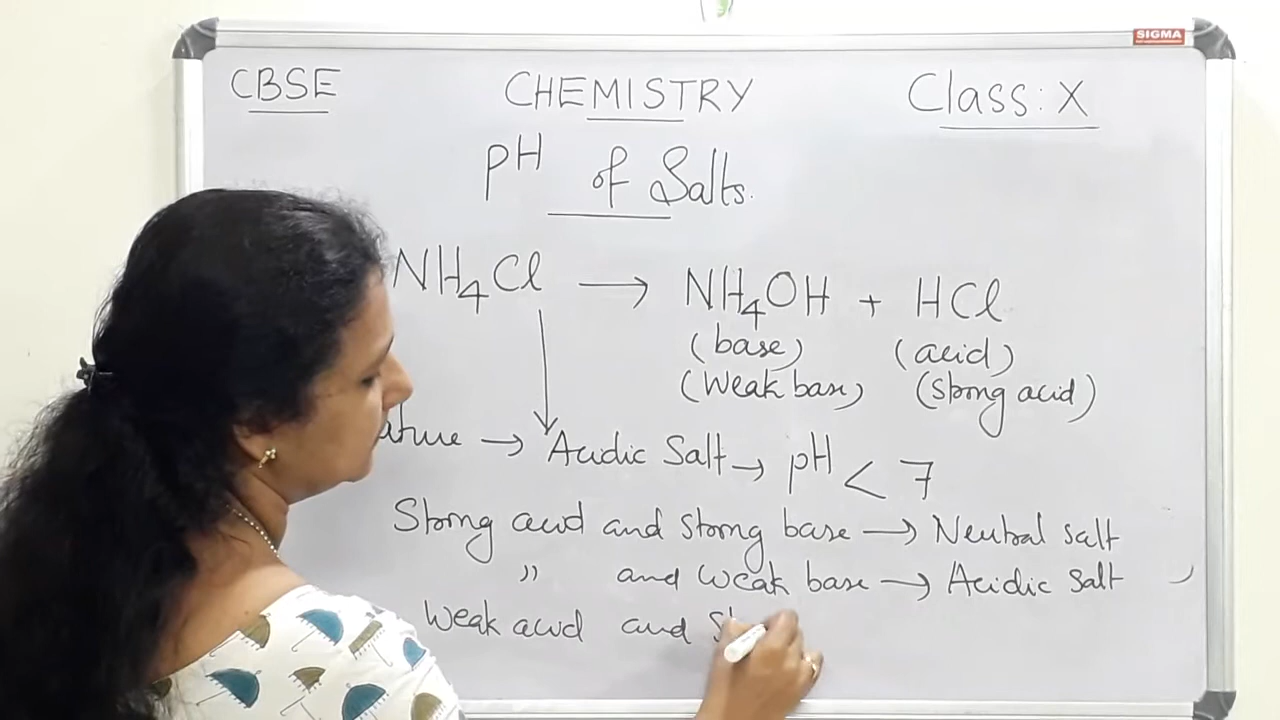 SIGMA
CBSE CHEMISTRY Class: X
pH of Salts.
NH4Cl → NH4OH + HCl
(base) (acid)
(Weak base) (Strong acid)
ature → Acidic Salt → pH < 7
Strong acid and Strong base → Neutral salt
" and Weak base → Acidic Salt
Weak acid and St